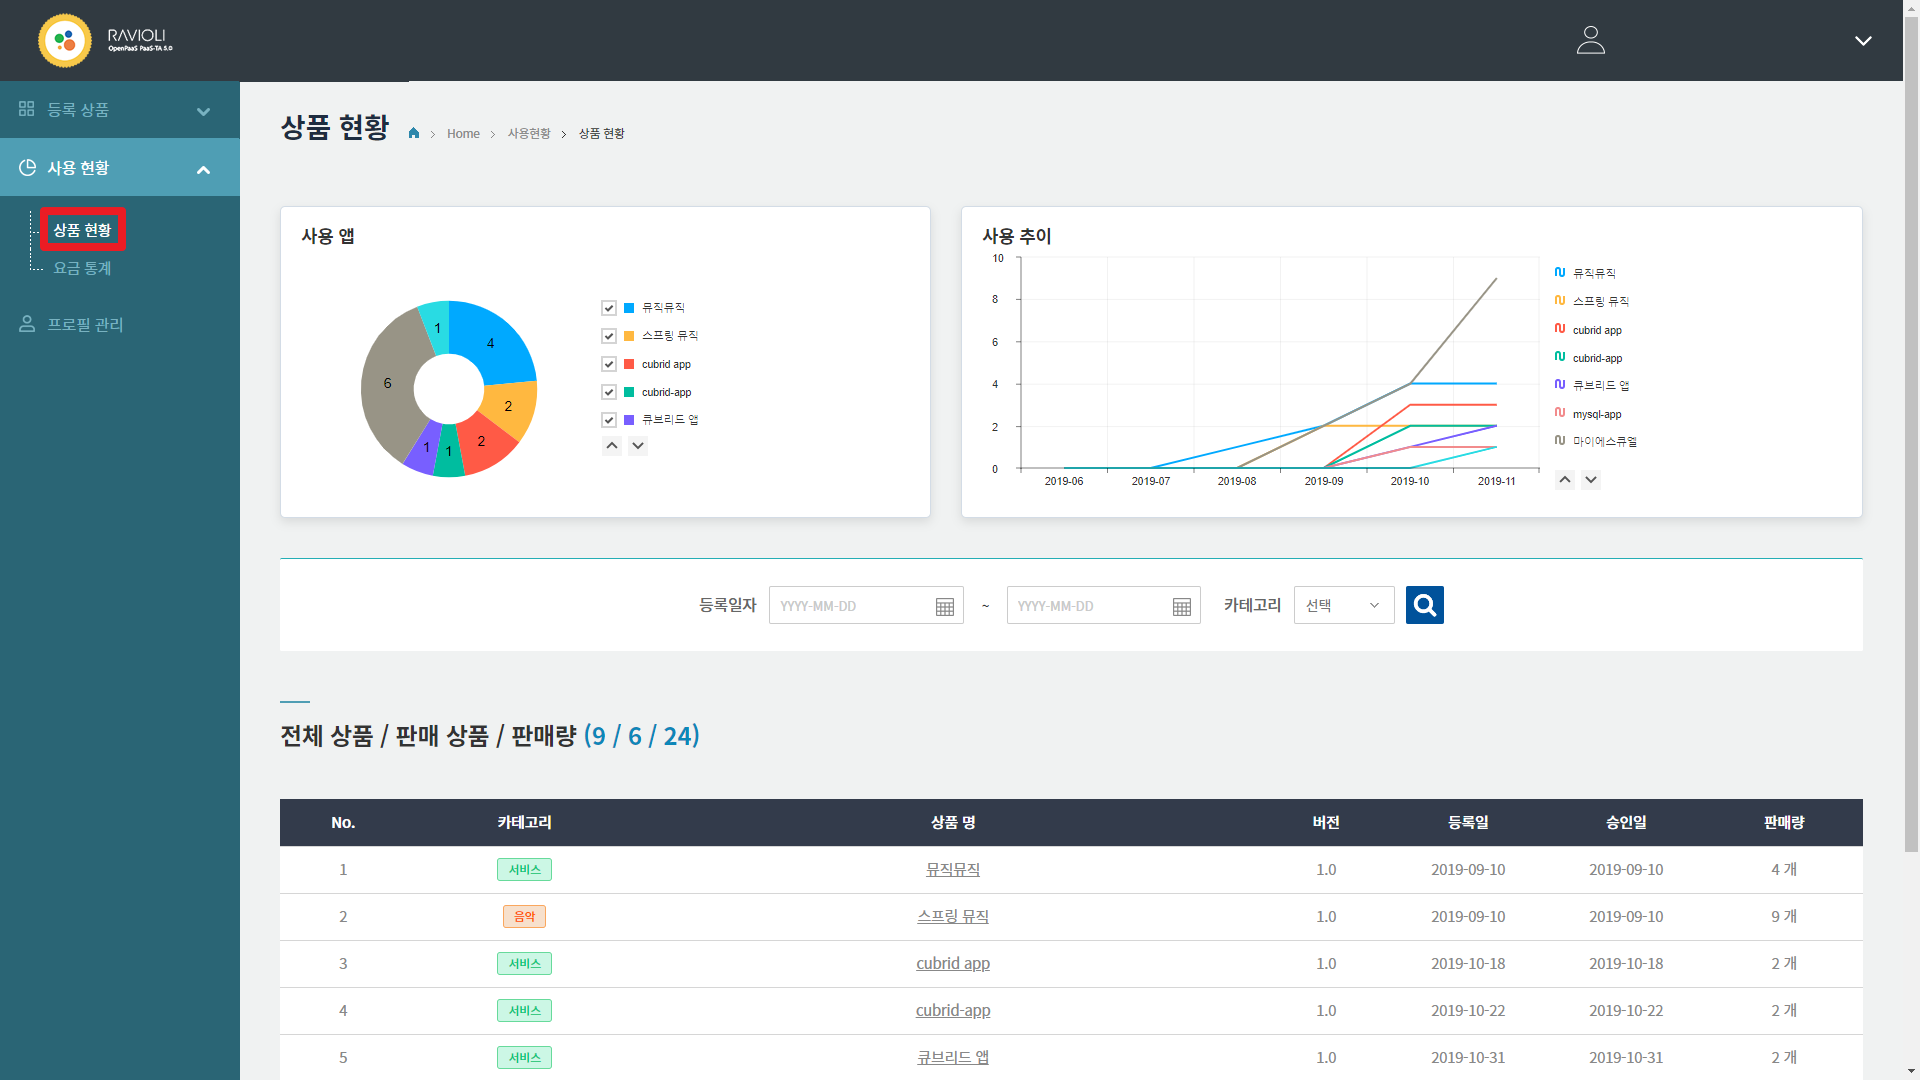 RAVIOLI
OpenPaaS PaaS-TA 5.0
등록 상품
사용 현황
상품 현황
요금 통계
프로필 관리
상품 현황
Home
사용현황
상품 현황
사용 앱
1
4
6
2
2
1
1
뮤직뮤직
스프링 뮤직
cubrid app
cubrid-app
큐브리드 앱
사용 추이
10
8
6
4
2
0
2019-06
2019-07
2019-08
2019-09
2019-10
2019-11
뮤직뮤직
스프링 뮤직
cubrid app
cubrid-app
큐브리드 앱
mysql-app
마이에스큐엘
등록일자 YYYY-MM-DD ~ YYYY-MM-DD 카테고리 선택
전체 상품 / 판매 상품 / 판매량 (9 / 6 / 24)
No. 카테고리 상품 명 버전 등록일 승인일 판매량
1 서비스 뮤직뮤직 1.0 2019-09-10 2019-09-10 4 개
2 음악 스프링 뮤직 1.0 2019-09-10 2019-09-10 9 개
3 서비스 cubrid app 1.0 2019-10-18 2019-10-18 2 개
4 서비스 cubrid-app 1.0 2019-10-22 2019-10-22 2 개
5 서비스 큐브리드 앱 1.0 2019-10-31 2019-10-31 2 개